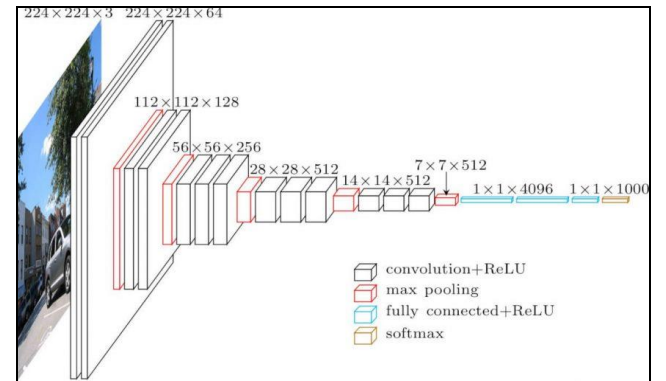 224×224×3 224×224×64
112×112×128
56×56×256
28×28×512
14×14×512
7×7×512
1×1×4096 1×1×1000
convolution+ReLU
max pooling
fully connected+ReLU
softmax